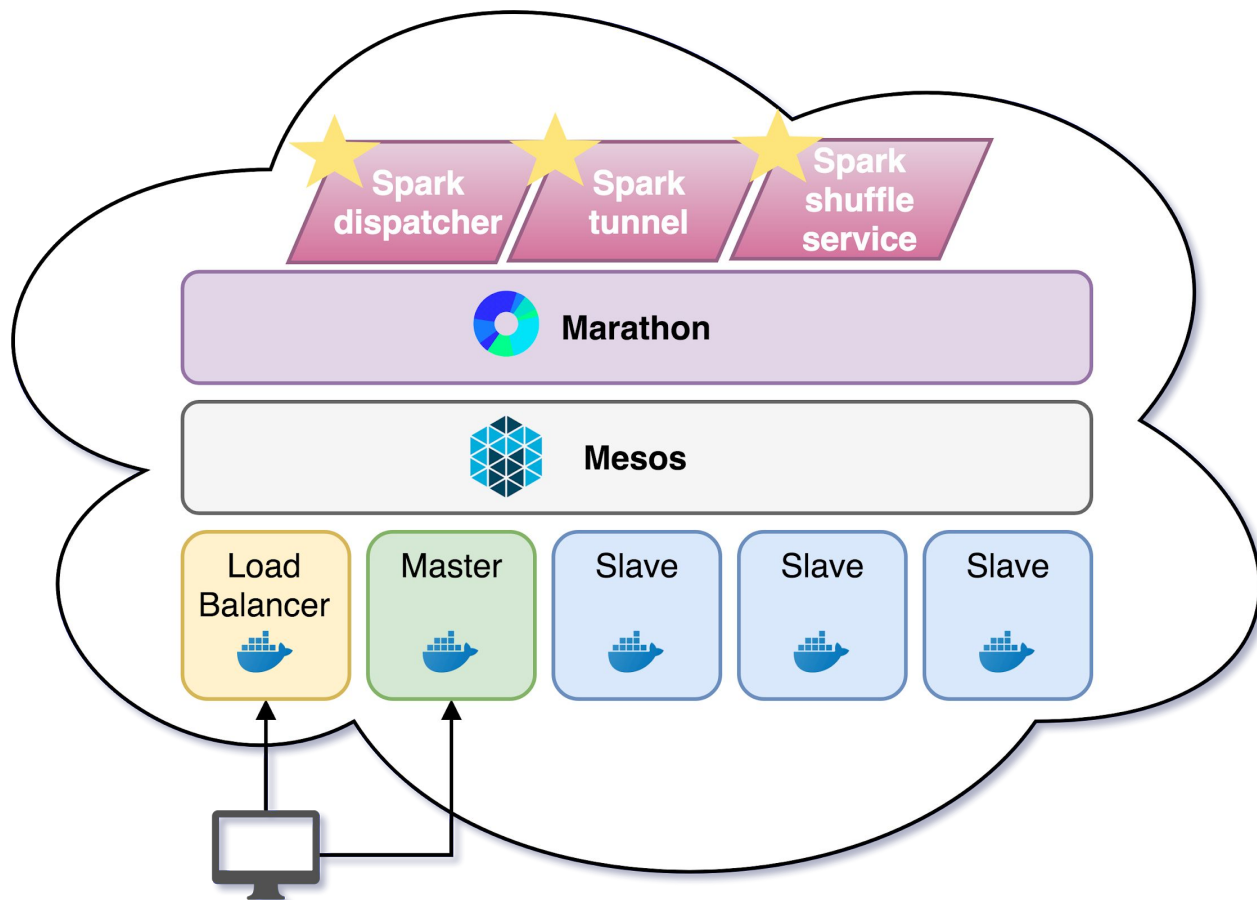 Spark
dispatcher
Spark
tunnel
Spark
shuffle
service
Marathon
Mesos
Load
Balancer
Master
Slave
Slave
Slave